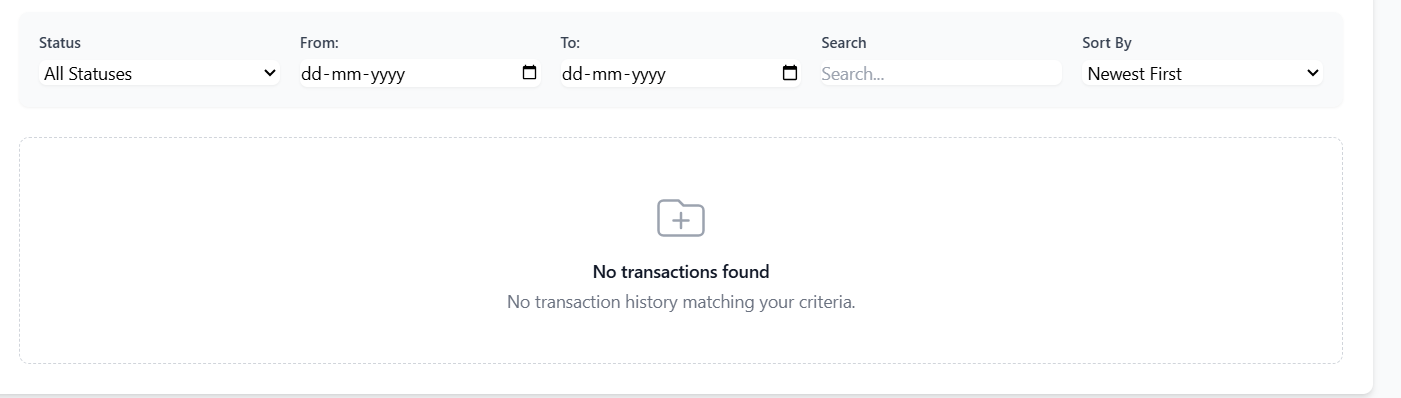 Status
From:
To:
Search
Sort By
All Statuses
dd-mm-yyyy
dd-mm-yyyy
Search...
Newest First
No transactions found
No transaction history matching your criteria.